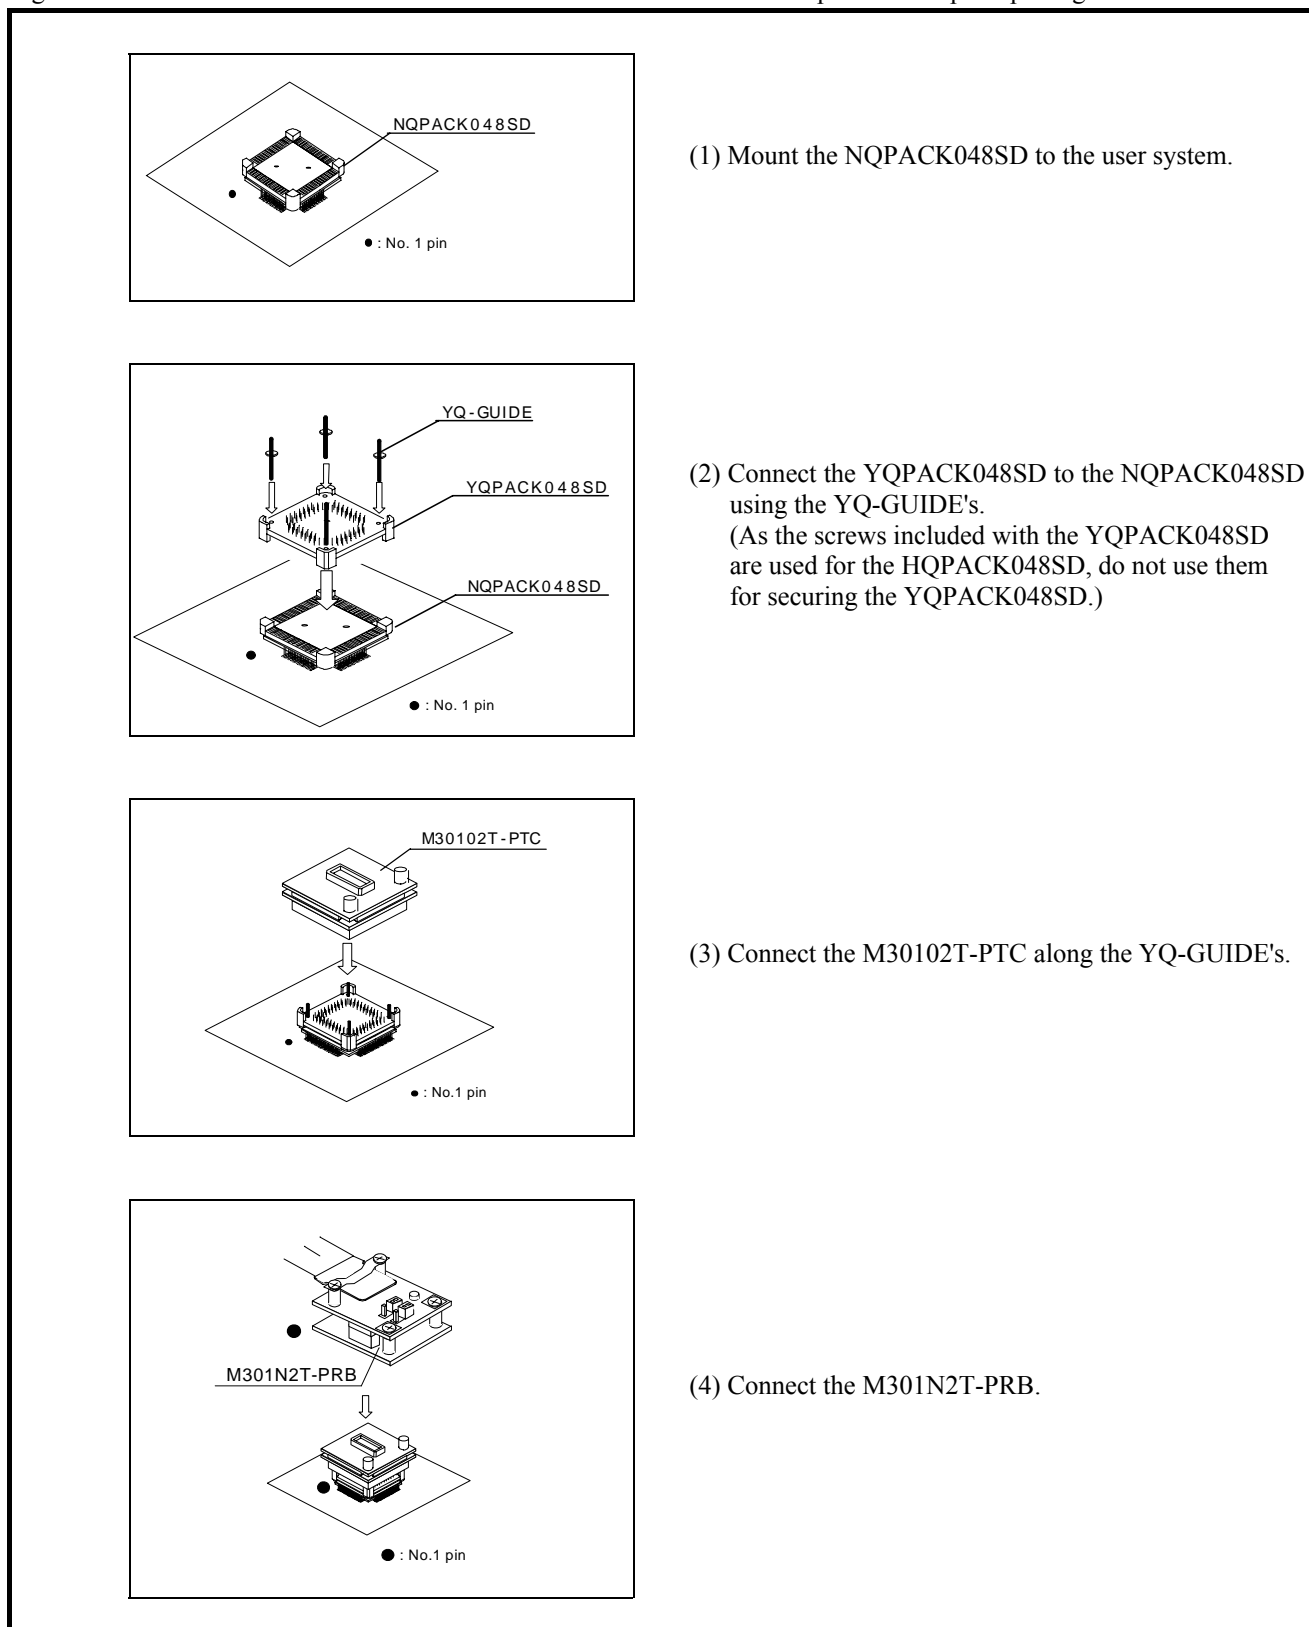 NQPACK048SD
● : No. 1 pin
(1) Mount the NQPACK048SD to the user system.
YQ-GUIDE
YQPACK048SD
NQPACK048SD
● : No. 1 pin
(2) Connect the YQPACK048SD to the NQPACK048SD
using the YQ-GUIDE's.
(As the screws included with the YQPACK048SD
are used for the HQPACK048SD, do not use them
for securing the YQPACK048SD.)
M30102T-PTC
● : No.1 pin
(3) Connect the M30102T-PTC along the YQ-GUIDE's.
M301N2T-PRB
● : No.1 pin
(4) Connect the M301N2T-PRB.